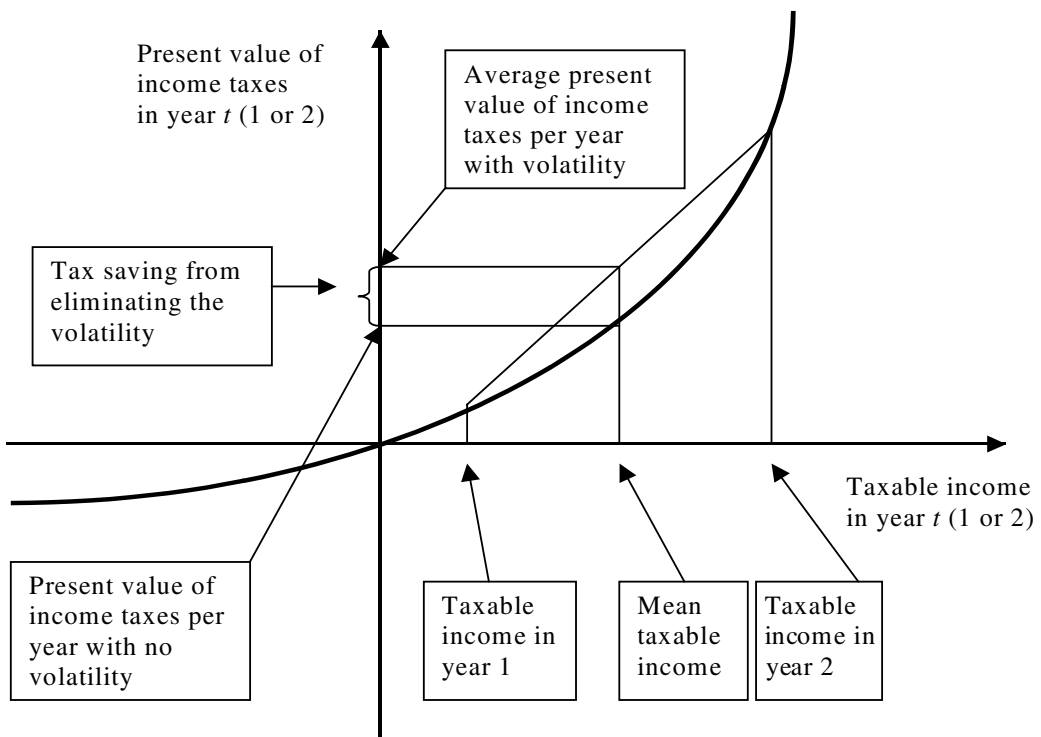 Present value of
income taxes
in year t (1 or 2)
Average present
value of income
taxes per year
with volatility
Tax saving from
eliminating the
volatility
Taxable income
in year t (1 or 2)
Present value of
income taxes per
year with no
volatility
Taxable
income in
year 1
Mean
taxable
income
Taxable
income in
year 2